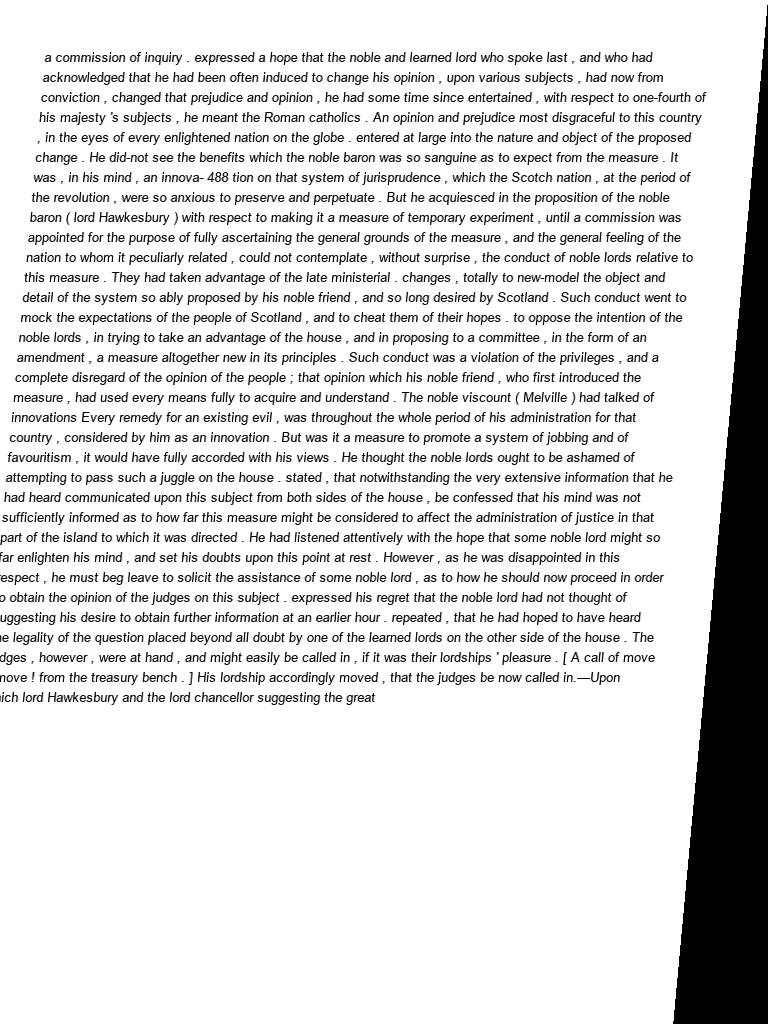 a commission of inquiry . expressed a hope that the noble and learned lord who spoke last , and who had
acknowledged that he had been often induced to change his opinion , upon various subjects , had now from
conviction , changed that prejudice and opinion , he had some time since entertained , with respect to one-fourth of
his majesty 's subjects , he meant the Roman catholics . An opinion and prejudice most disgraceful to this country
, in the eyes of every enlightened nation on the globe . entered at large into the nature and object of the proposed
change . He did-not see the benefits which the noble baron was so sanguine as to expect from the measure . It
was , in his mind , an innova- 488 tion on that system of jurisprudence , which the Scotch nation , at the period of
the revolution , were so anxious to preserve and perpetuate . But he acquiesced in the proposition of the noble
baron ( lord Hawkesbury ) with respect to making it a measure of temporary experiment , until a commission was
appointed for the purpose of fully ascertaining the general grounds of the measure , and the general feeling of the
nation to whom it peculiarly related , could not contemplate , without surprise , the conduct of noble lords relative to
this measure . They had taken advantage of the late ministerial . changes , totally to new-model the object and
detail of the system so ably proposed by his noble friend , and so long desired by Scotland . Such conduct went to
mock the expectations of the people of Scotland , and to cheat them of their hopes . to oppose the intention of the
noble lords , in trying to take an advantage of the house , and in proposing to a committee , in the form of an
amendment , a measure altogether new in its principles . Such conduct was a violation of the privileges , and a
complete disregard of the opinion of the people ; that opinion which his noble friend , who first introduced the
measure , had used every means fully to acquire and understand . The noble viscount ( Melville ) had talked of
innovations Every remedy for an existing evil , was throughout the whole period of his administration for that
country , considered by him as an innovation . But was it a measure to promote a system of jobbing and of
favouritism , it would have fully accorded with his views . He thought the noble lords ought to be ashamed of
attempting to pass such a juggle on the house . stated , that notwithstanding the very extensive information that he
had heard communicated upon this subject from both sides of the house , be confessed that his mind was not
sufficiently informed as to how far this measure might be considered to affect the administration of justice in that
part of the island to which it was directed . He had listened attentively with the hope that some noble lord might so
far enlighten his mind , and set his doubts upon this point at rest . However , as he was disappointed in this
respect , he must beg leave to solicit the assistance of some noble lord , as to how he should now proceed in order
obtain the opinion of the judges on this subject . expressed his regret that the noble lord had not thought of
his desire to obtain further information at an earlier hour . repeated , that he had hoped to have heard
legality of the question placed beyond all doubt by one of the learned lords on the other side of the house . The
, however , were at hand , and might easily be called in , if it was their lordships ' pleasure . [ A call of move
move ! from the treasury bench . ] His lordship accordingly moved , that the judges be now called in.—Upon
lord Hawkesbury and the lord chancellor suggesting the great